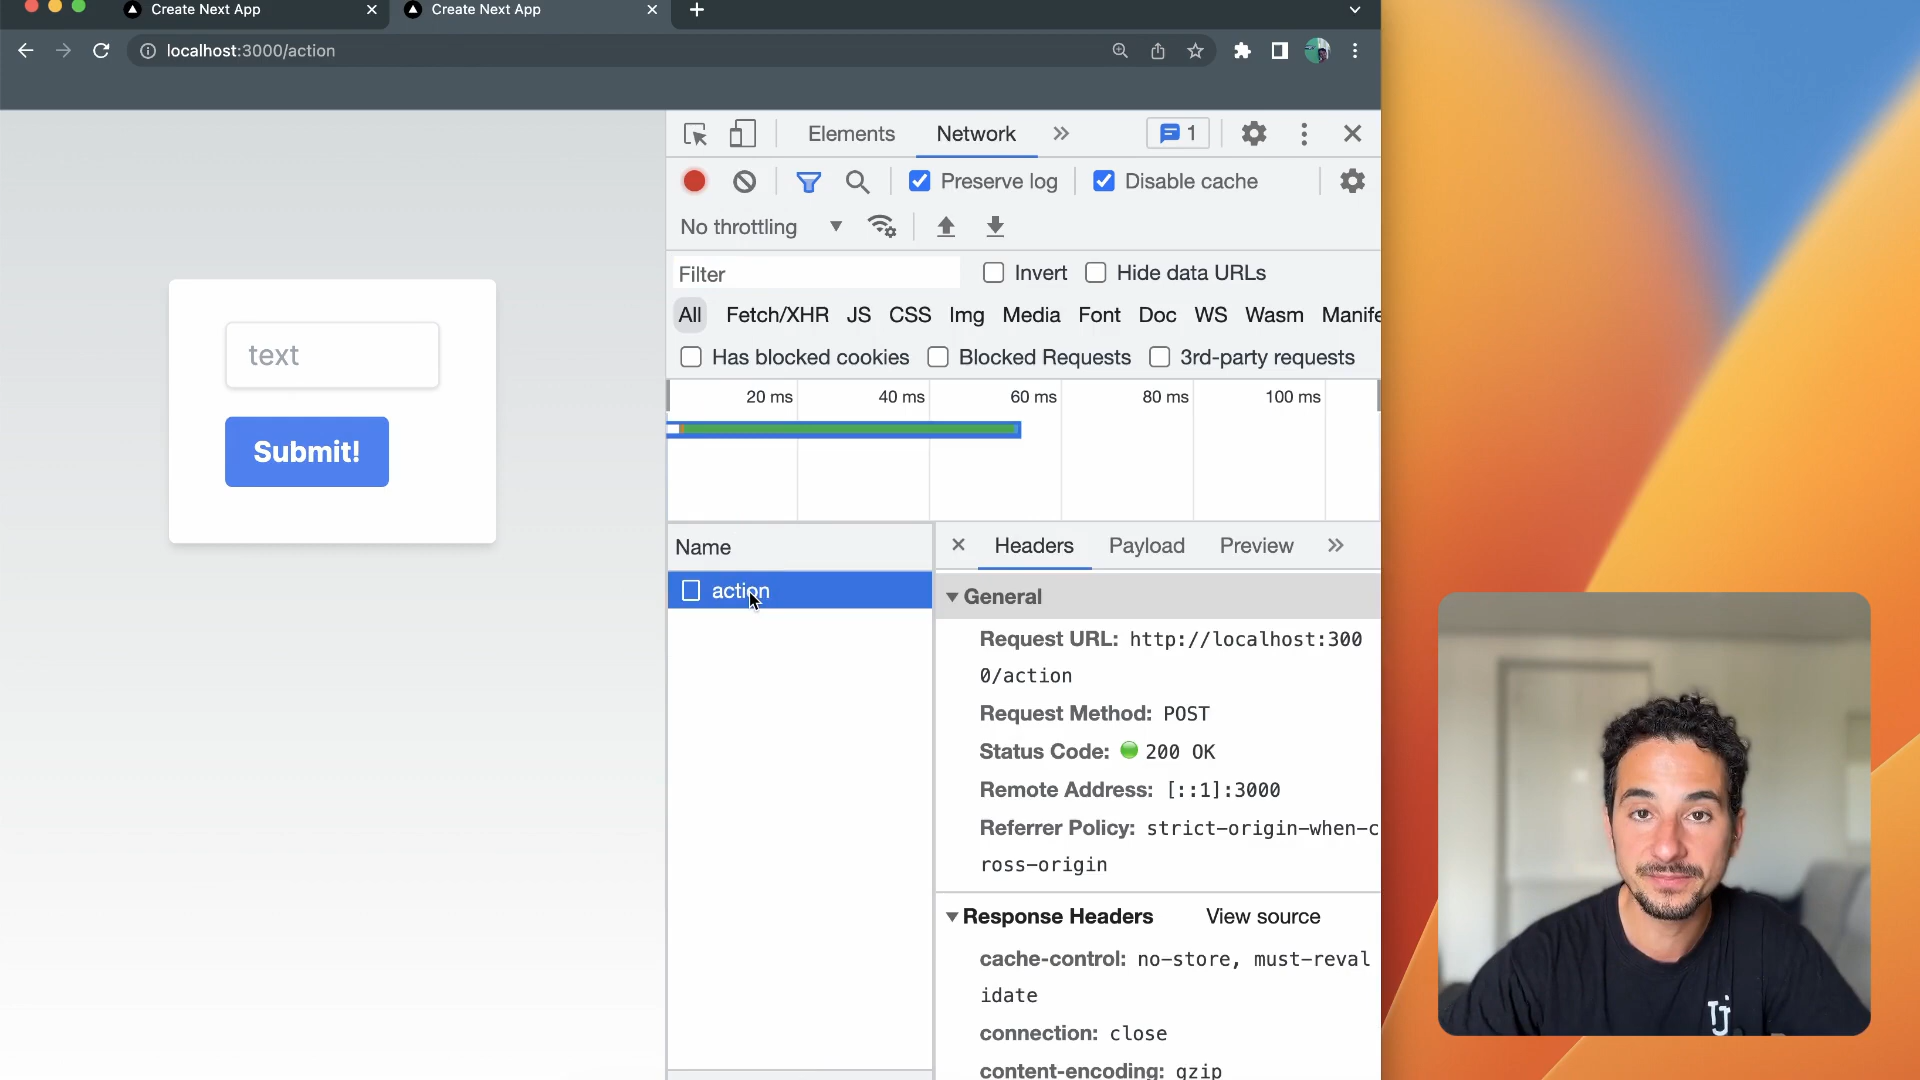 Create Next App
Create Next App
localhost:3000/action
Elements Network 1
Preserve log Disable cache
No throttling
Filter Invert Hide data URLs
All Fetch/XHR JS CSS Img Media Font Doc WS Wasm Manife
Has blocked cookies Blocked Requests 3rd-party requests
20 ms 40 ms 60 ms 80 ms 100 ms
text
Submit!
Name
action
Headers Payload Preview
General
Request URL: http://localhost:300
0/action
Request Method: POST
Status Code: 200 OK
Remote Address: [::1]:3000
Referrer Policy: strict-origin-when-c
ross-origin
Response Headers View source
cache-control: no-store, must-reval
idate
connection: close
content-encoding: gzip
Tj